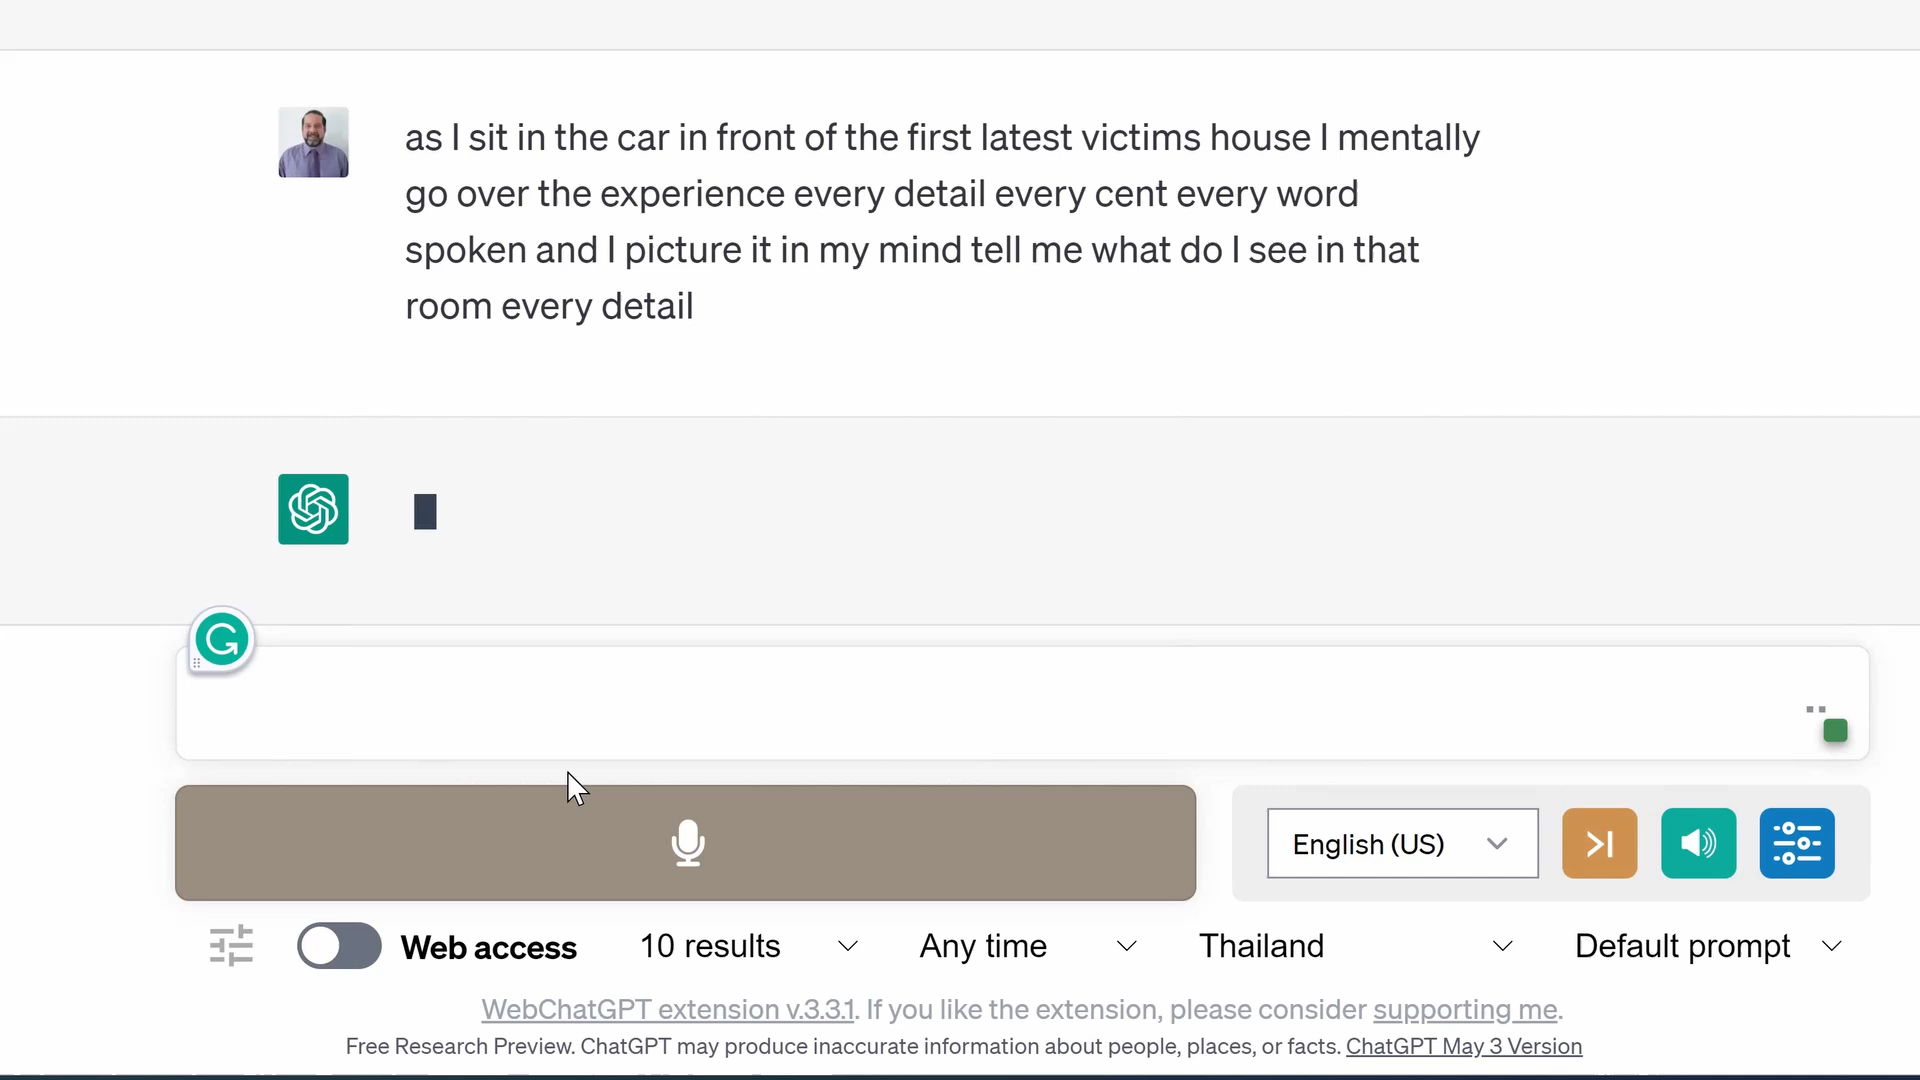 as I sit in the car in front of the first latest victims house I mentally
go over the experience every detail every cent every word
spoken and I picture it in my mind tell me what do I see in that
room every detail
English (US)
Web access
10 results
Any time
Thailand
Default prompt
WebChatGPT extension v.3.3.1. If you like the extension, please consider supporting me.
Free Research Preview. ChatGPT may produce inaccurate information about people, places, or facts. ChatGPT May 3 Version